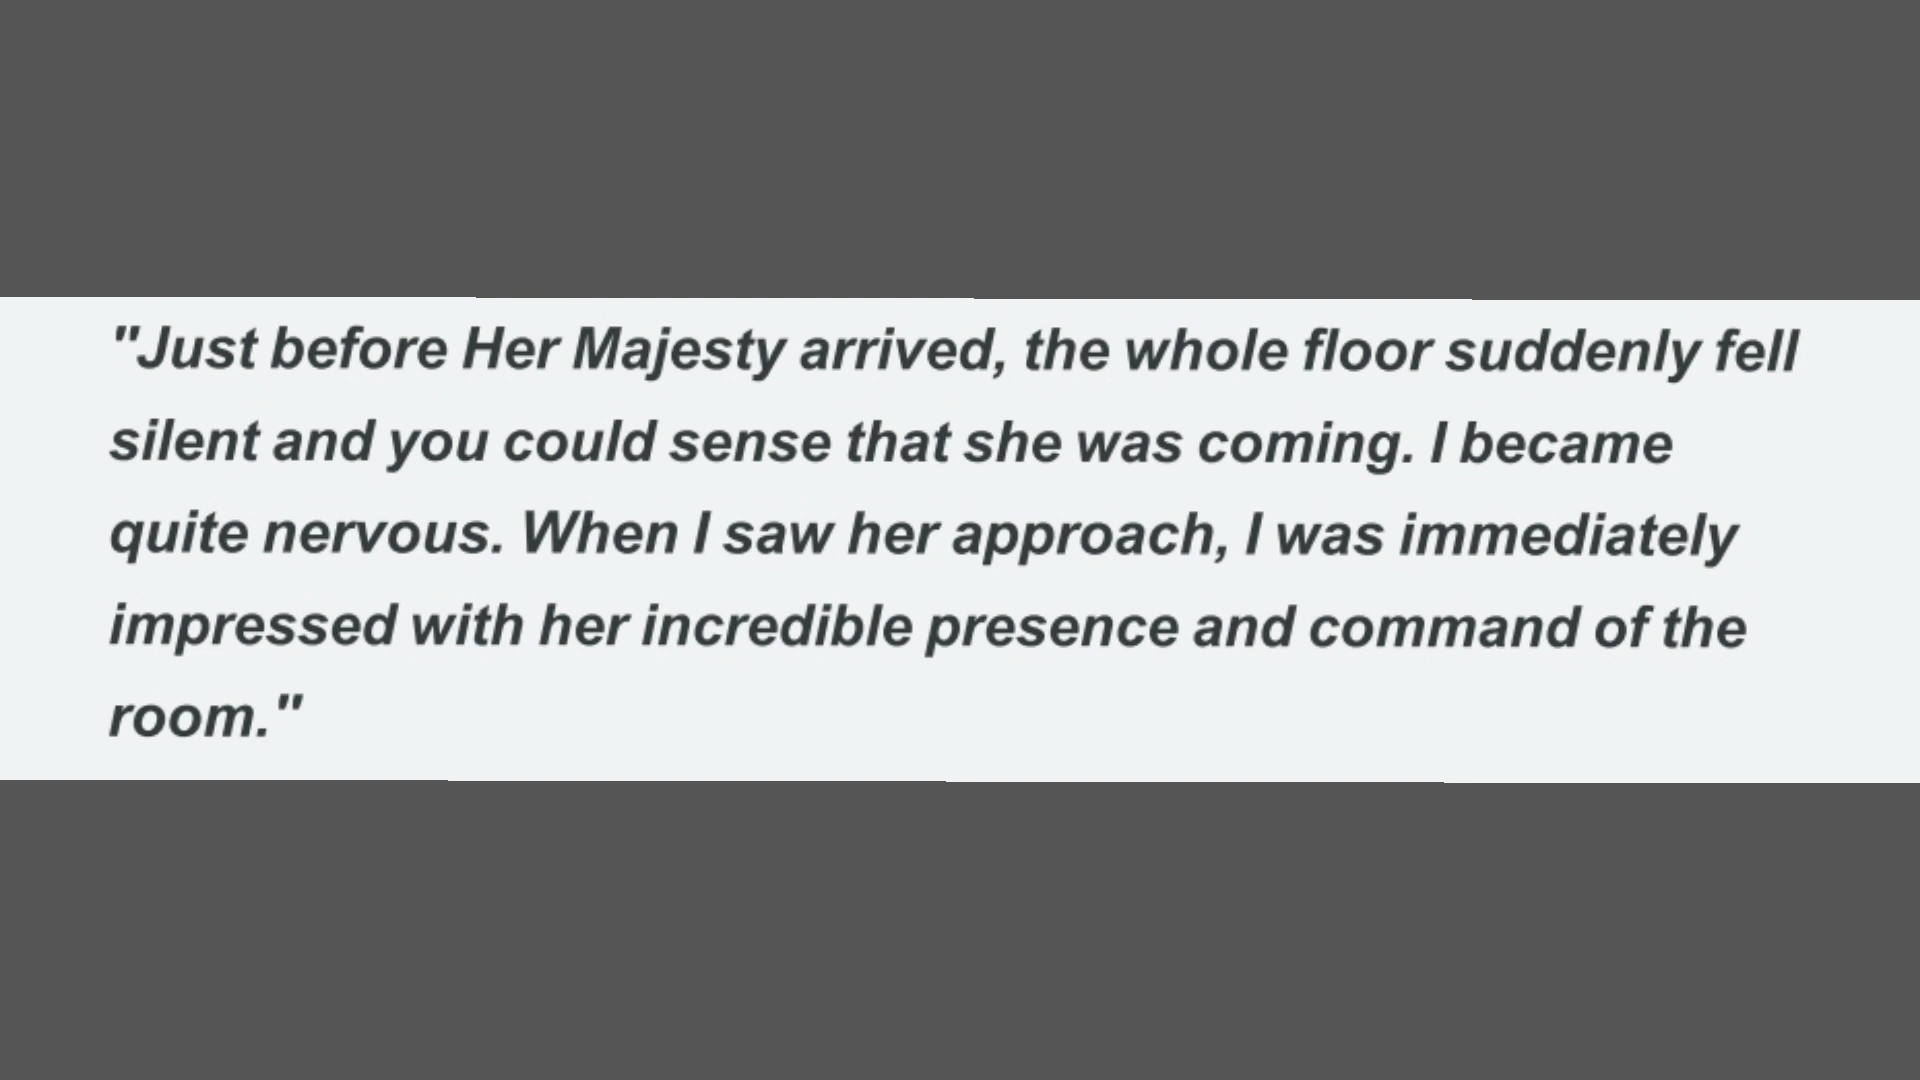 "Just before Her Majesty arrived, the whole floor suddenly fell
silent and you could sense that she was coming. I became
quite nervous. When I saw her approach, I was immediately
impressed with her incredible presence and command of the
room."